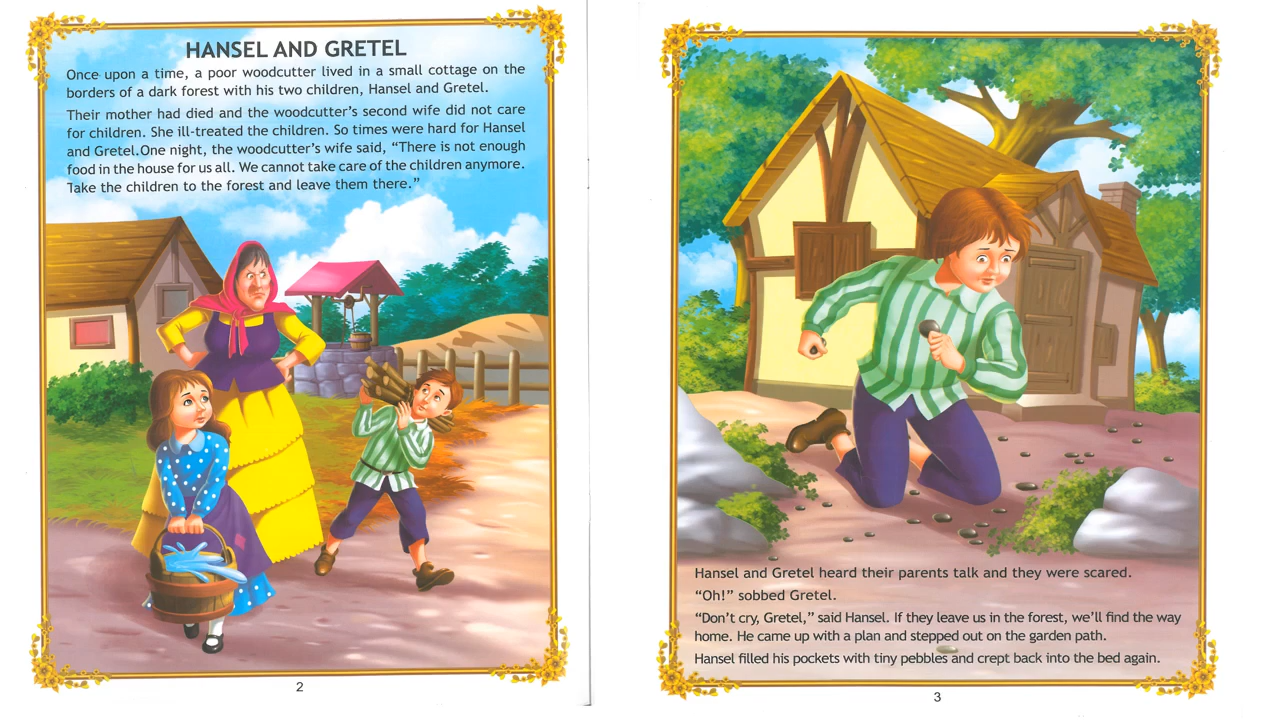 HANSEL AND GRETEL
Once upon a time, a poor woodcutter lived in a small cottage on the
borders of a dark forest with his two children, Hansel and Gretel.
Their mother had died and the woodcutter’s second wife did not care
for children. She ill-treated the children. So times were hard for Hansel
and Gretel.One night, the woodcutter’s wife said, “There is not enough
food in the house for us all. We cannot take care of the children anymore.
Take the children to the forest and leave them there.”
2
Hansel and Gretel heard their parents talk and they were scared.
“Oh!” sobbed Gretel.
“Don’t cry, Gretel,” said Hansel. If they leave us in the forest, we’ll find the way
home. He came up with a plan and stepped out on the garden path.
Hansel filled his pockets with tiny pebbles and crept back into the bed again.
3